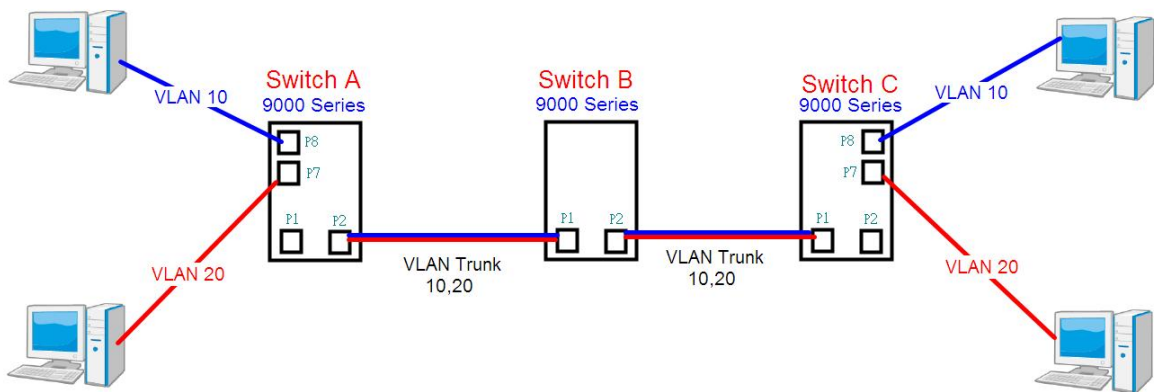 Switch A
9000 Series
Switch B
9000 Series
Switch C
9000 Series
VLAN 10
VLAN 10
P8
P7
P1
P2
P1
P2
P8
P7
P1
P2
VLAN Trunk
10,20
VLAN Trunk
10,20
VLAN 20
VLAN 20